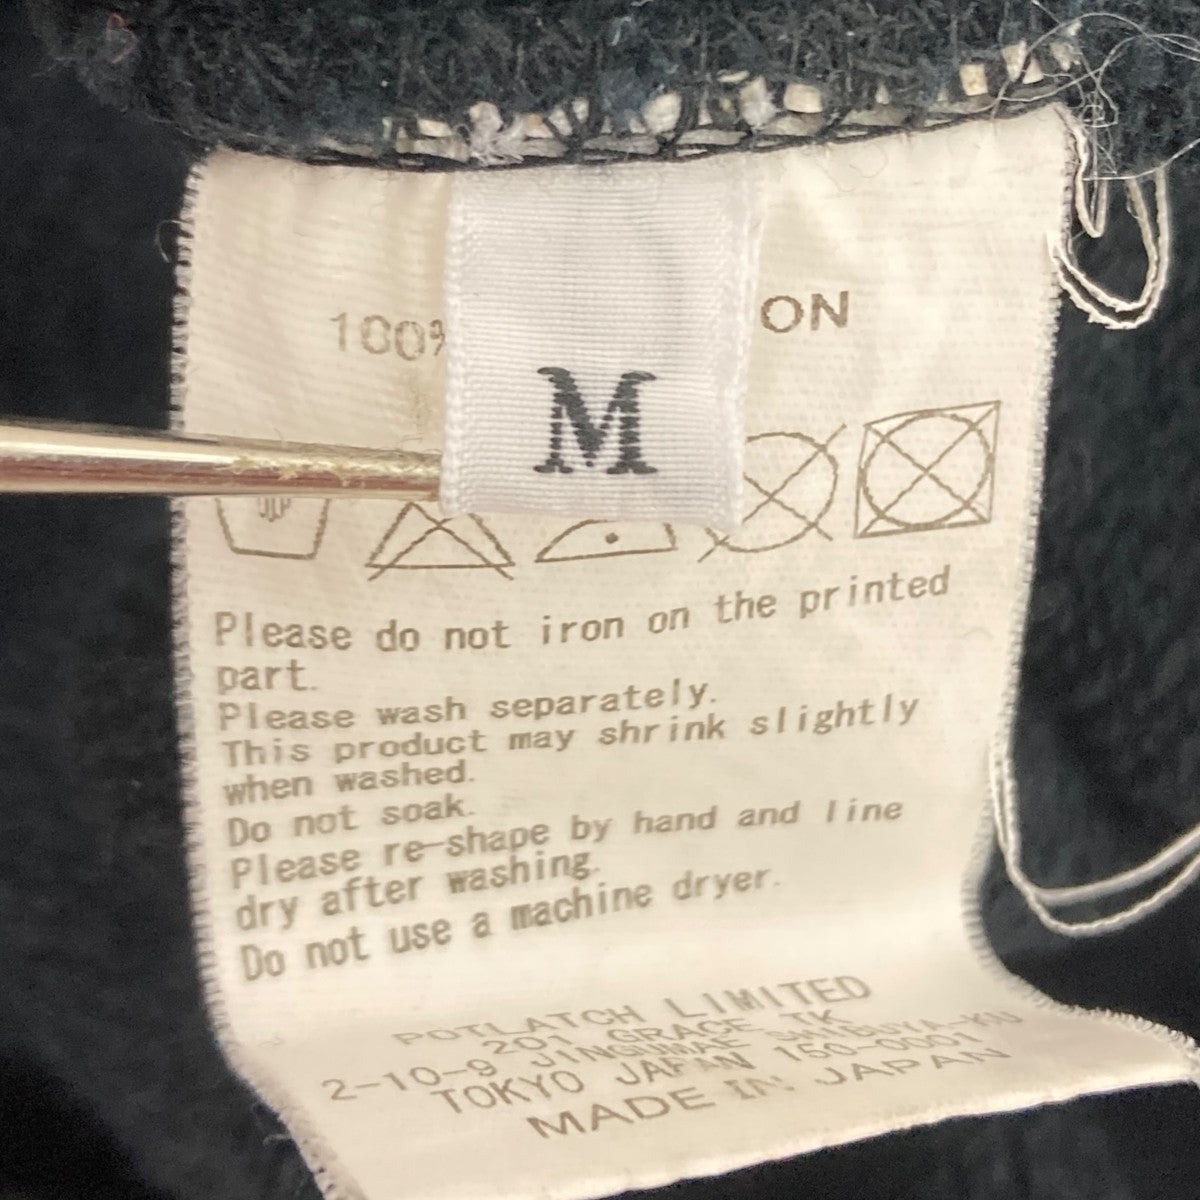 100%
ON
M
Please do not iron on the printed
part.
Please wash separately.
This product may shrink slightly
when washed.
Do not soak.
Please re-shape by hand and line
dry after washing.
Do not use a machine dryer.
POTLATCH LIMITED
201 GRACE TK
2-10-9 JINGUMAE SHIBUYA-KU
TOKYO JAPAN 150-0001
MADE IN JAPAN